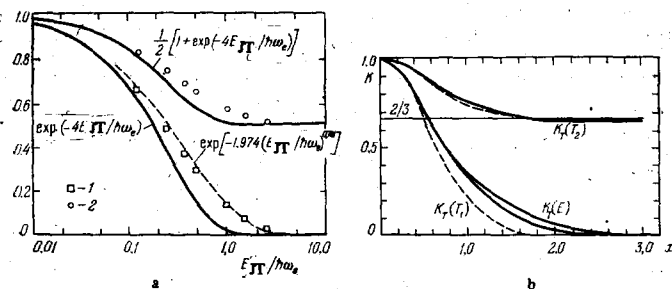 1.0
0.8
0.6
0.4
0.2
0
0.01
0.1
1.0
10.0
1/2 [1+exp(-4E_JT/ħω_e)]
exp(-4E_JT/ħω_e)
exp[-1.974(E_JT/ħω_e)
□-1
○-2
E_JT/ħω_e
a
K
1.0
2/3
0.5
0
1.0
2.0
3.0
x
K_T(T_2)
K_T(T_1)
K_T(E)
b